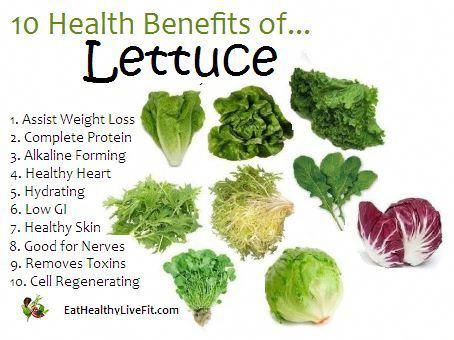 10 Health Benefits of...
Lettuce
1. Assist Weight Loss
2. Complete Protein
3. Alkaline Forming
4. Healthy Heart
5. Hydrating
6. Low GI
7. Healthy Skin
8. Good for Nerves
9. Removes Toxins
10. Cell Regenerating
EatHealthyLiveFit.com